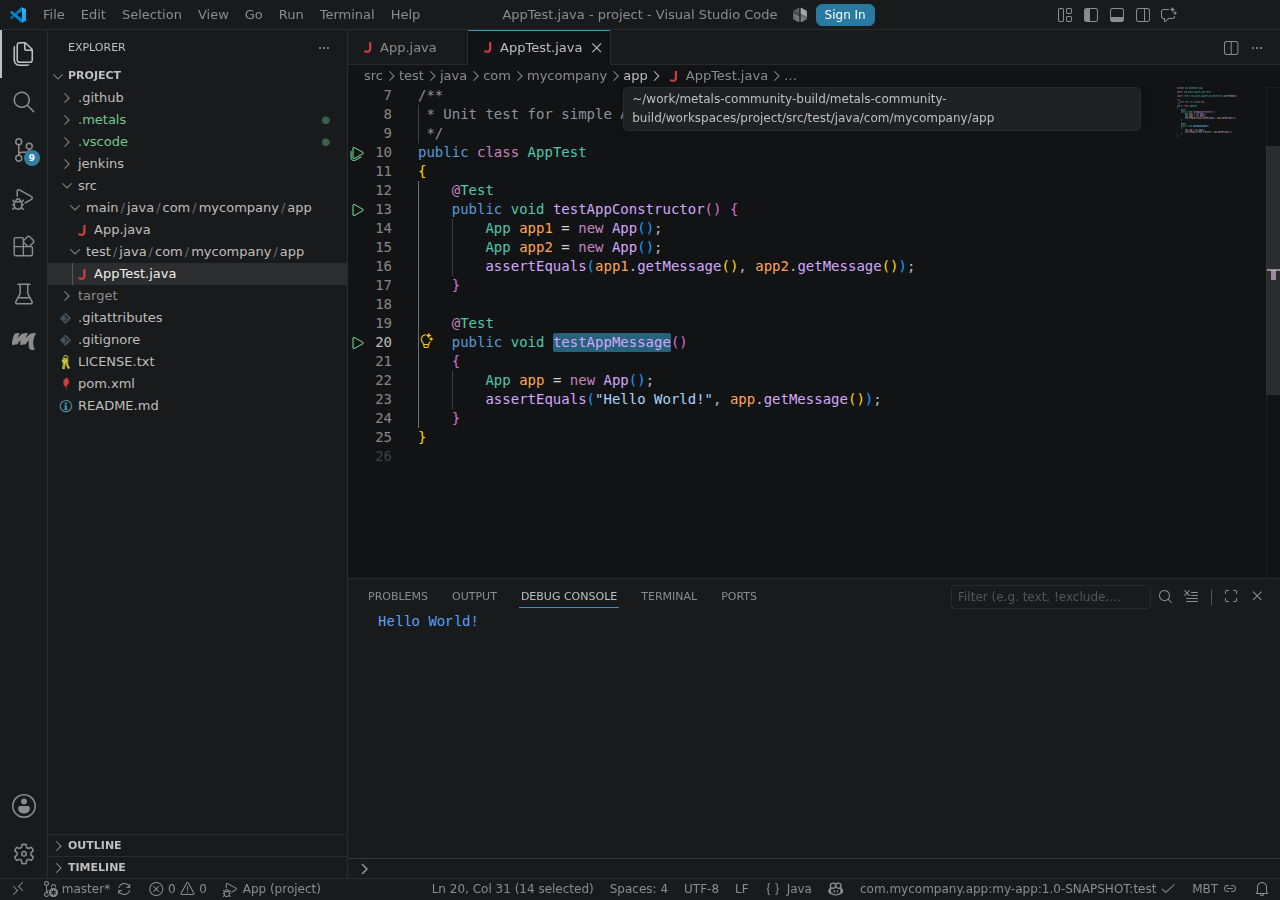 File Edit Selection View Go Run Terminal Help AppTest.java - project - Visual Studio Code Sign In
EXPLORER
PROJECT
.github
.metals
.vscode
jenkins
src
main/java/com/mycompany/app
App.java
test/java/com/mycompany/app
AppTest.java
target
.gitattributes
.gitignore
LICENSE.txt
pom.xml
README.md
OUTLINE
TIMELINE
9
App.java AppTest.java
src > test > java > com > mycompany > app > AppTest.java > ...
~/work/metals-community-build/metals-community-
build/workspaces/project/src/test/java/com/mycompany/app
7 /**
8 * Unit test for simple
9 */
10 public class AppTest
11 {
12 @Test
13 public void testAppConstructor() {
14 App app1 = new App();
15 App app2 = new App();
16 assertEquals(app1.getMessage(), app2.getMessage());
17 }
18
19 @Test
20 public void testAppMessage()
21 {
22 App app = new App();
23 assertEquals("Hello World!", app.getMessage());
24 }
25 }
26
PROBLEMS OUTPUT DEBUG CONSOLE TERMINAL PORTS Filter (e.g. text, !exclude,...
Hello World!
master* 0 0 App (project) Ln 20, Col 31 (14 selected) Spaces: 4 UTF-8 LF { } Java com.mycompany.app:my-app:1.0-SNAPSHOT:test MBT